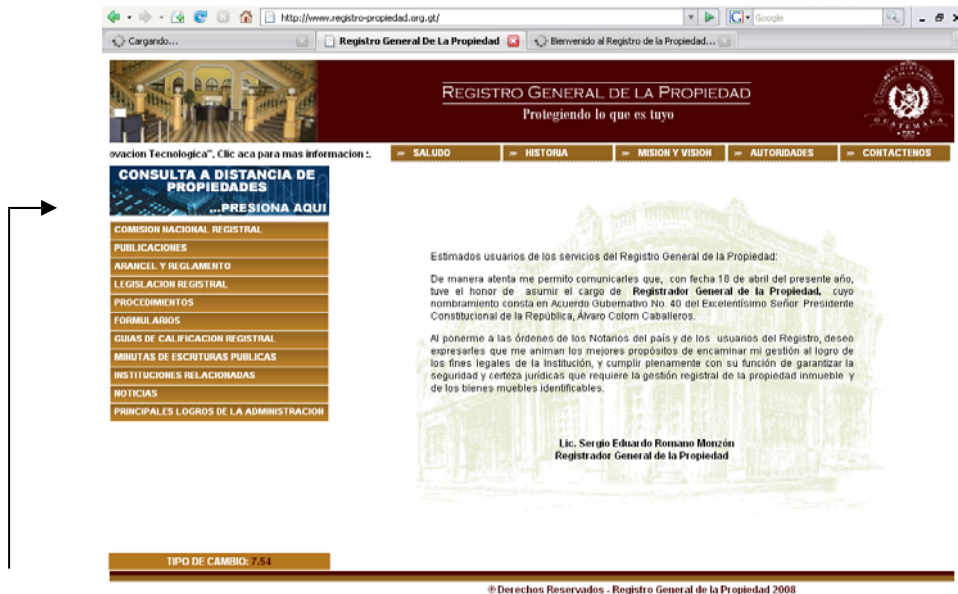 http://www.registro-propiedad.org.gt/
Google
Cargando...
Registro General De La Propiedad
Bienvenido al Registro de la Propiedad...
REGISTRO GENERAL DE LA PROPIEDAD
Protegiendo lo que es tuyo
GUATEMALA
ovacion Tecnologica", Clic aca para mas informacion :.
SALUDO
HISTORIA
MISION Y VISION
AUTORIDADES
CONTACTENOS
CONSULTA A DISTANCIA DE
PROPIEDADES
...PRESIONA AQUI
COMISION NACIONAL REGISTRAL
PUBLICACIONES
ARANCEL Y REGLAMENTO
LEGISLACION REGISTRAL
PROCEDIMIENTOS
FORMULARIOS
GUIAS DE CALIFICACION REGISTRAL
MINUTAS DE ESCRITURAS PUBLICAS
INSTITUCIONES RELACIONADAS
NOTICIAS
PRINCIPALES LOGROS DE LA ADMINISTRACION
Estimados usuarios de los servicios del Registro General de la Propiedad:
De manera atenta me permito comunicarles que, con fecha 18 de abril del presente año,
tuve el honor de asumir el cargo de Registrador General de la Propiedad, cuyo
nombramiento consta en Acuerdo Gubernativo No. 40 del Excelentísimo Señor Presidente
Constitucional de la República, Álvaro Colom Caballeros.
Al ponerme a las órdenes de los Notarios del país y de los usuarios del Registro, deseo
expresarles que me animan los mejores propósitos de encaminar mi gestión al logro de
los fines legales de la Institución, y cumplir plenamente con su función de garantizar la
seguridad y certeza jurídicas que requiere la gestión registral de la propiedad inmueble y
de los bienes muebles identificables.
Lic. Sergio Eduardo Romano Monzón
Registrador General de la Propiedad
TIPO DE CAMBIO: 7.54
® Derechos Reservados - Registro General de la Propiedad 2008